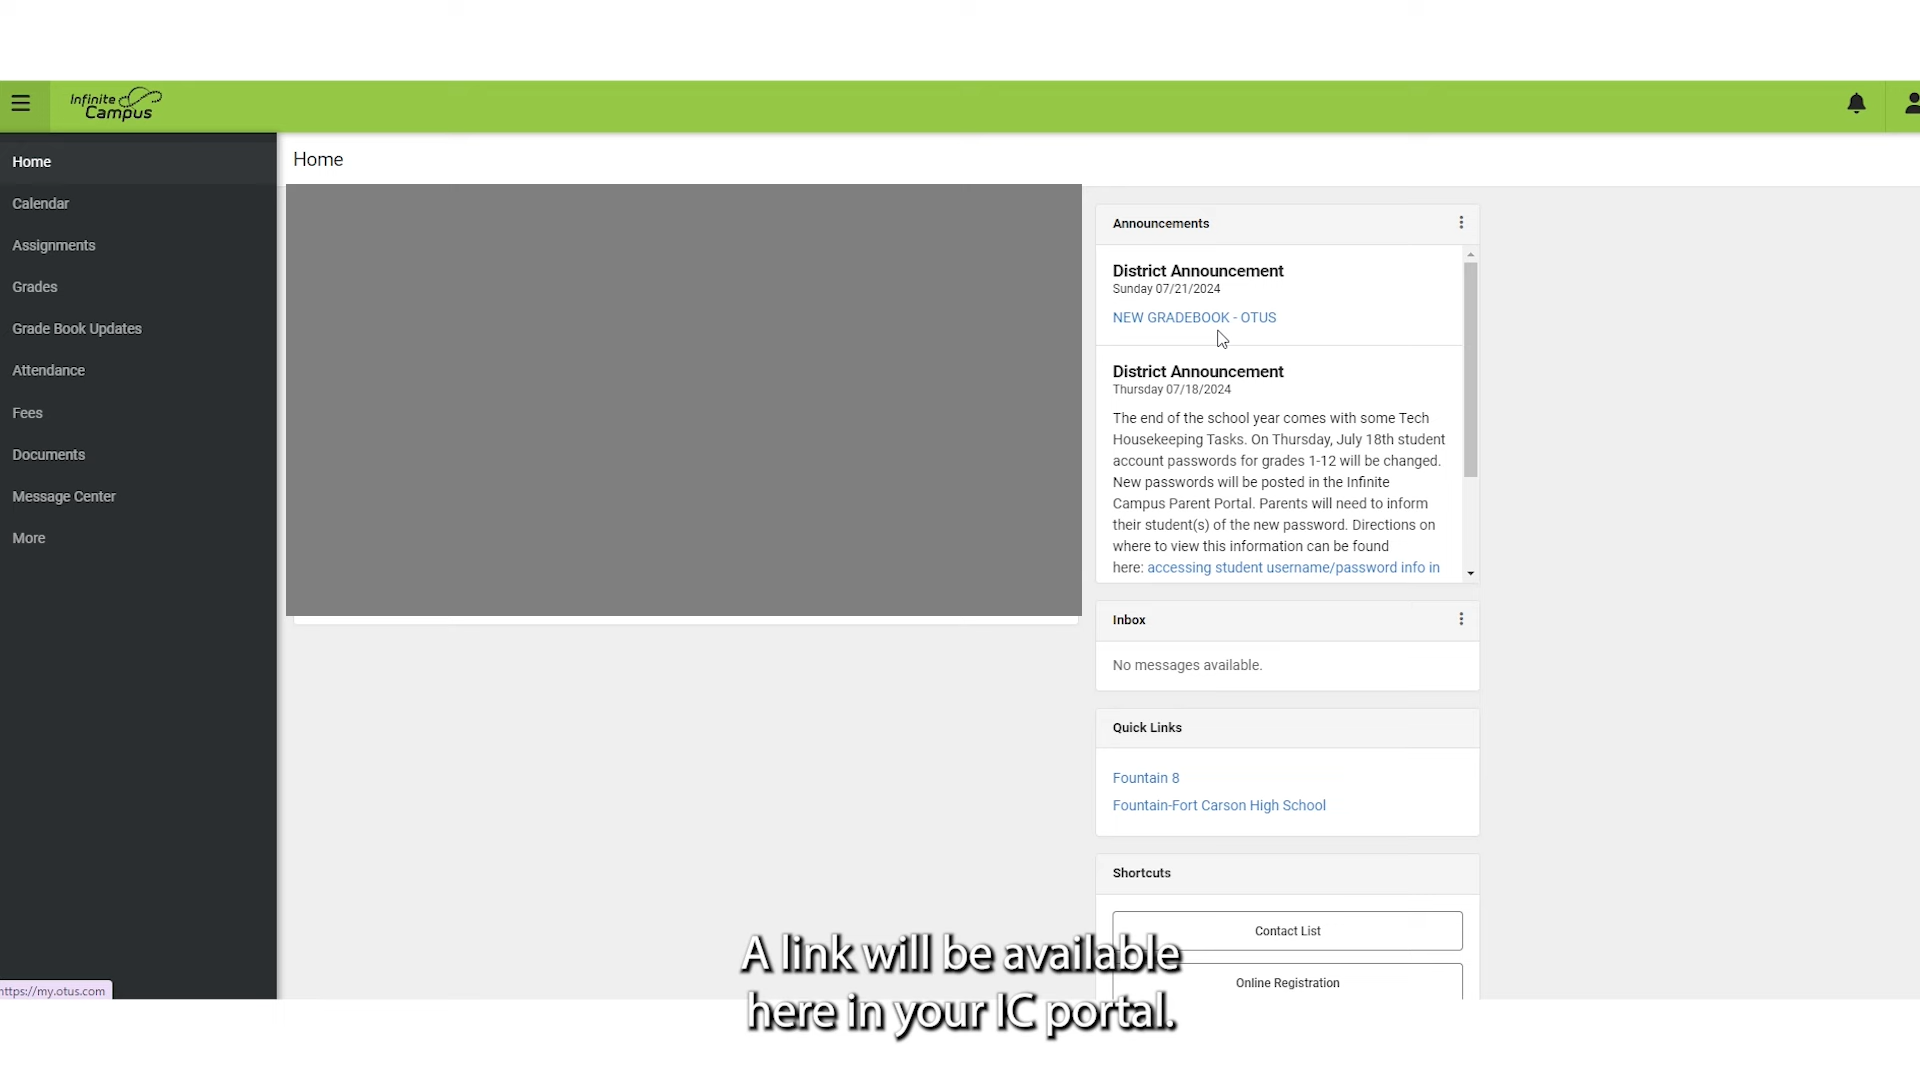 Infinite
Campus
Home
Calendar
Assignments
Grades
Grade Book Updates
Attendance
Fees
Documents
Message Center
More
https://my.otus.com
Home
Announcements
District Announcement
Sunday 07/21/2024
NEW GRADEBOOK - OTUS
District Announcement
Thursday 07/18/2024
The end of the school year comes with some Tech
Housekeeping Tasks. On Thursday, July 18th student
account passwords for grades 1-12 will be changed.
New passwords will be posted in the Infinite
Campus Parent Portal. Parents will need to inform
their student(s) of the new password. Directions on
where to view this information can be found
here: accessing student username/password info in
Inbox
No messages available.
Quick Links
Fountain 8
Fountain-Fort Carson High School
Shortcuts
Contact List
Online Registration
A link will be available
here in your IC portal.